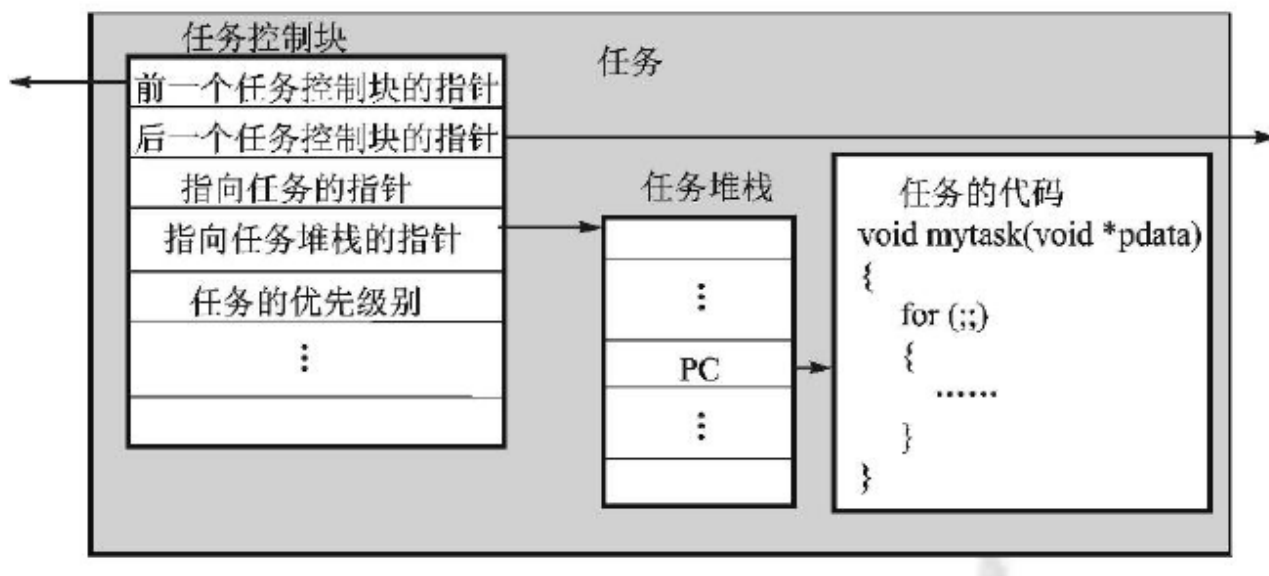 任务控制块
任务
前一个任务控制块的指针
后一个任务控制块的指针
指向任务的指针
指向任务堆栈的指针
任务的优先级别
⋮
任务堆栈
⋮
PC
⋮
任务的代码
void mytask(void *pdata)
{
for (;;)
{
......
}
}